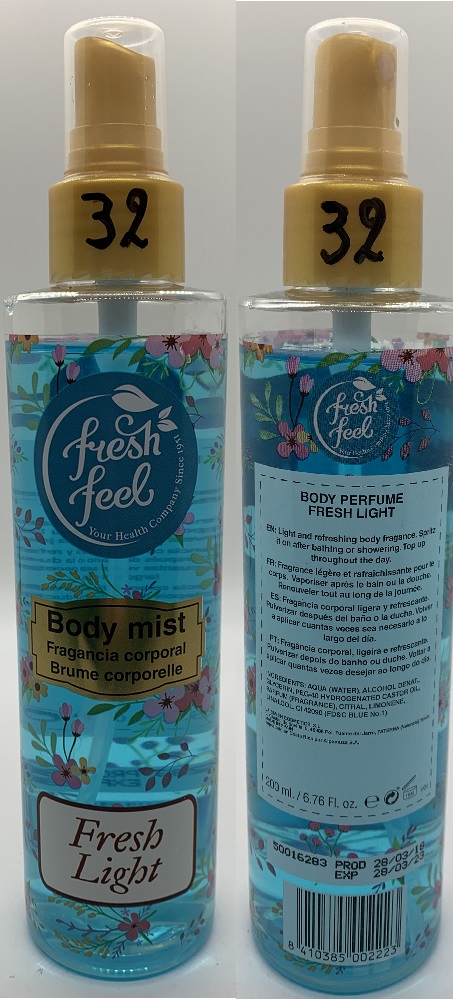 32
fresh
feel
Your Health Company Since 1971
Body mist
Fragancia corporal
Brume corporelle
Fresh
Light
32
fresh
feel
BODY PERFUME
FRESH LIGHT
EN: Light and refreshing body fragance. Spritz
it on after bathing or showering. Top up
throughout the day.
FR: Fragrance légère et rafraichissante pour le
corps. Vaporiser après le bain ou la douche.
Renouveler tout au long de la journée.
ES: Fragancia corporal ligera y refrescante.
Pulverizar después del baño o la ducha. Volver
a aplicar cuantas veces sea necesario a lo
largo del día.
PT: Fragância corporal, ligeira e refrescante.
Pulverizar depois do banho ou ducha. Voltar a
aplicar quantas vezes desejar ao longo do dia.
INGREDIENTS: AQUA (WATER), ALCOHOL DENAT.,
GLYCERIN, PEG-40 HYDROGENATED CASTOR OIL,
PARFUM (FRAGRANCE), CITRAL, LIMONENE,
LINALOOL, CI 42090 (FD&C BLUE No.1)
200 ml. / 6.76 Fl. oz. e
50016283 PROD 28/03/18
EXP 28/03/23
8 410385 002223